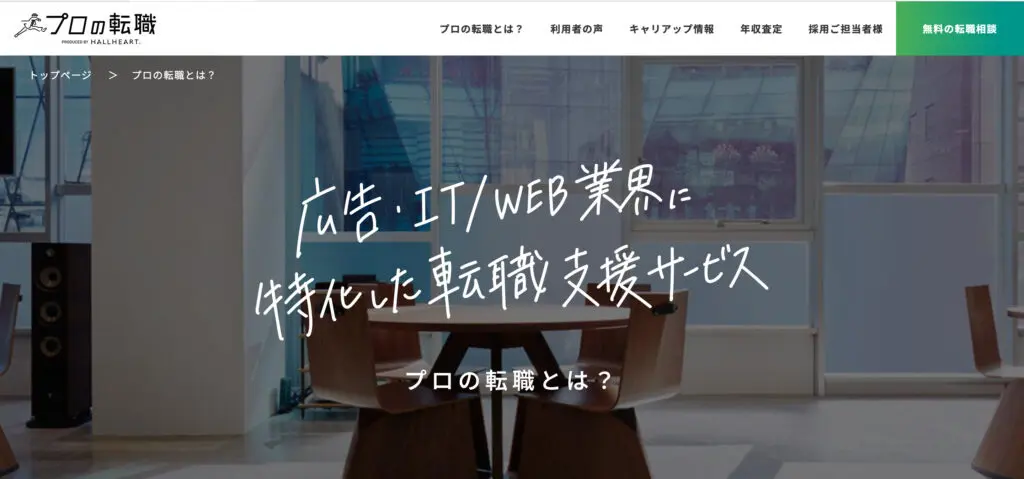 プロの転職
PRODUCED BY HALLHEART.
プロの転職とは？ 利用者の声 キャリアップ情報 年収査定 採用ご担当者様 無料の転職相談
トップページ ＞ プロの転職とは？
広告・IT/WEB業界に
特化した転職支援サービス
プロの転職とは？